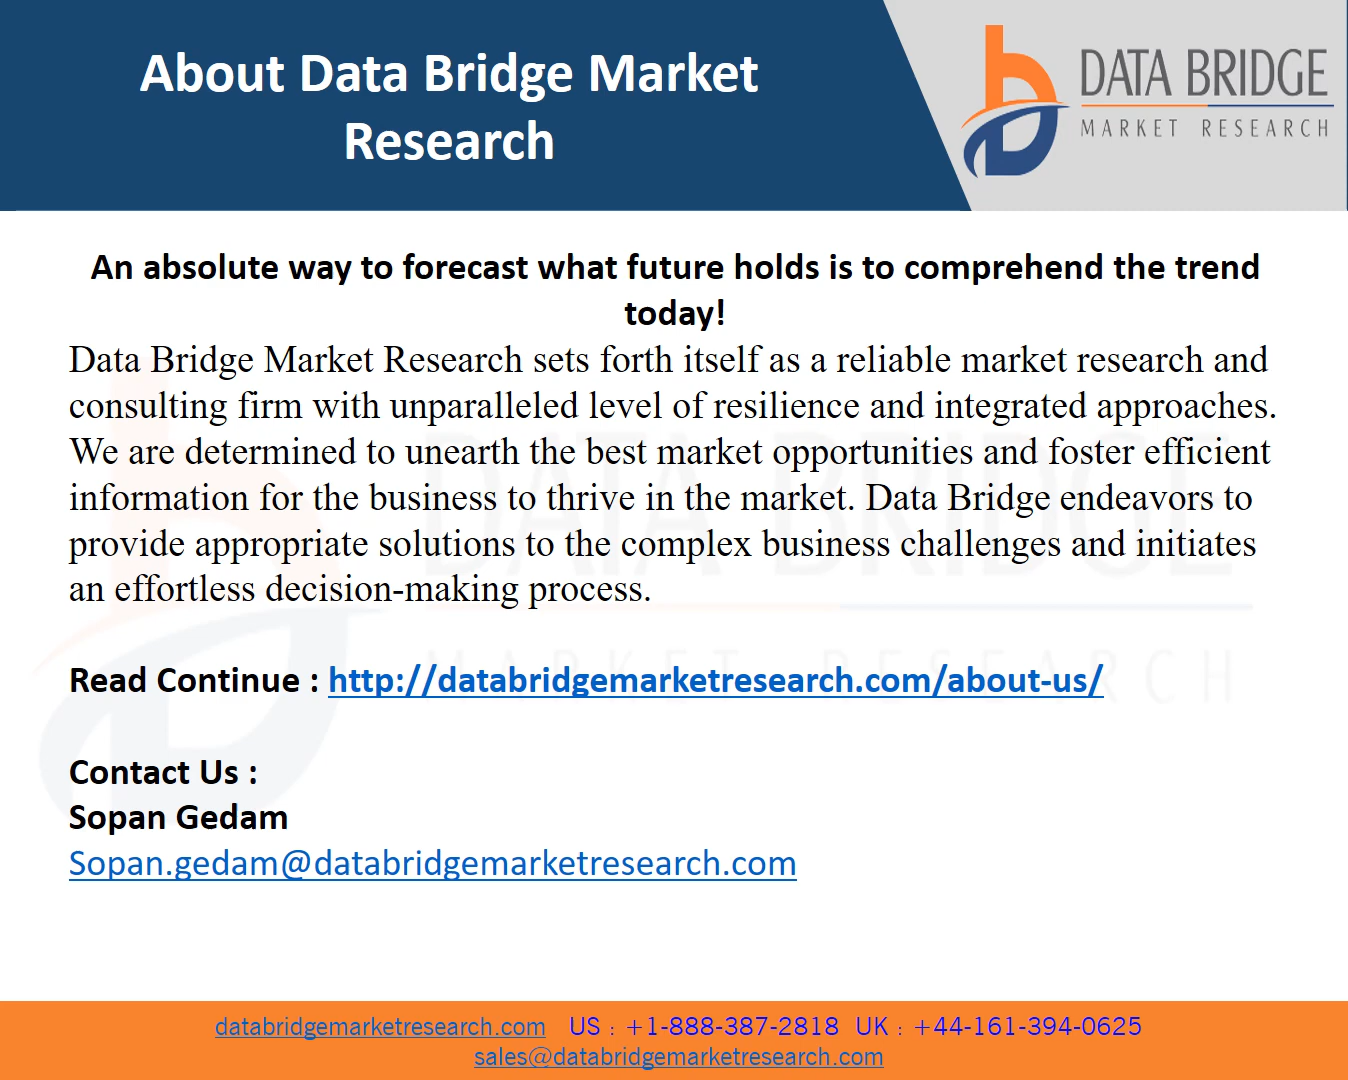 About Data Bridge Market
Research
DATA BRIDGE
MARKET RESEARCH
An absolute way to forecast what future holds is to comprehend the trend
today!
Data Bridge Market Research sets forth itself as a reliable market research and
consulting firm with unparalleled level of resilience and integrated approaches.
We are determined to unearth the best market opportunities and foster efficient
information for the business to thrive in the market. Data Bridge endeavors to
provide appropriate solutions to the complex business challenges and initiates
an effortless decision-making process.
DATA BRIDGE
MARKET RESEARCH
Read Continue : http://databridgemarketresearch.com/about-us/
Contact Us :
Sopan Gedam
Sopan.gedam@databridgemarketresearch.com
databridgemarketresearch.com US : +1-888-387-2818 UK : +44-161-394-0625
sales@databridgemarketresearch.com